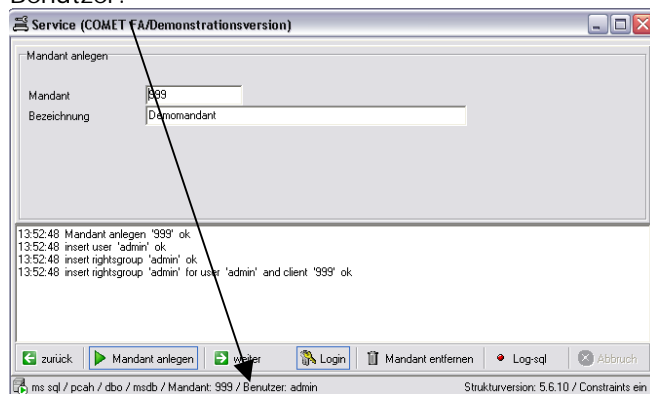 Benutzer?
Service (COMET FA/Demonstrationsversion)
Mandant anlegen
Mandant 999
Bezeichnung Demomandant
13:52:48 Mandant anlegen '999' ok
13:52:48 insert user 'admin' ok
13:52:48 insert rightsgroup 'admin' ok
13:52:48 insert rightsgroup 'admin' for user 'admin' and client '999' ok
zurück Mandant anlegen weiter Login Mandant entfernen Log-sql Abbruch
ms sql / pcah / dbo / msdb / Mandant: 999 / Benutzer: admin Strukturversion: 5.6.10 / Constraints ein